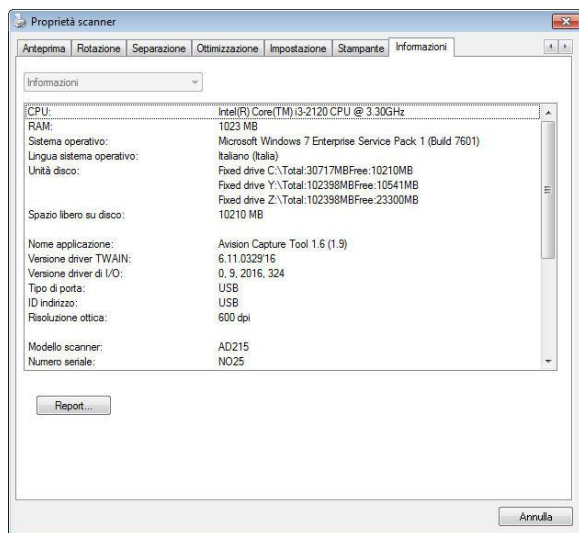 Proprietà scanner
Anteprima Rotazione Separazione Ottimizzazione Impostazione Stampante Informazioni
Informazioni
CPU: Intel(R) Core(TM) i3-2120 CPU @ 3.30GHz
RAM: 1023 MB
Sistema operativo: Microsoft Windows 7 Enterprise Service Pack 1 (Build 7601)
Lingua sistema operativo: Italiano (Italia)
Unità disco: Fixed drive C:\Total:30717MBFree:10210MB
Fixed drive Y:\Total:102398MBFree:10541MB
Fixed drive Z:\Total:102398MBFree:23300MB
Spazio libero su disco: 10210 MB
Nome applicazione: Avision Capture Tool 1.6 (1.9)
Versione driver TWAIN: 6.11.0329'16
Versione driver di I/O: 0, 9, 2016, 324
Tipo di porta: USB
ID indirizzo: USB
Risoluzione ottica: 600 dpi
Modello scanner: AD215
Numero seriale: NO25
Report...
Annulla